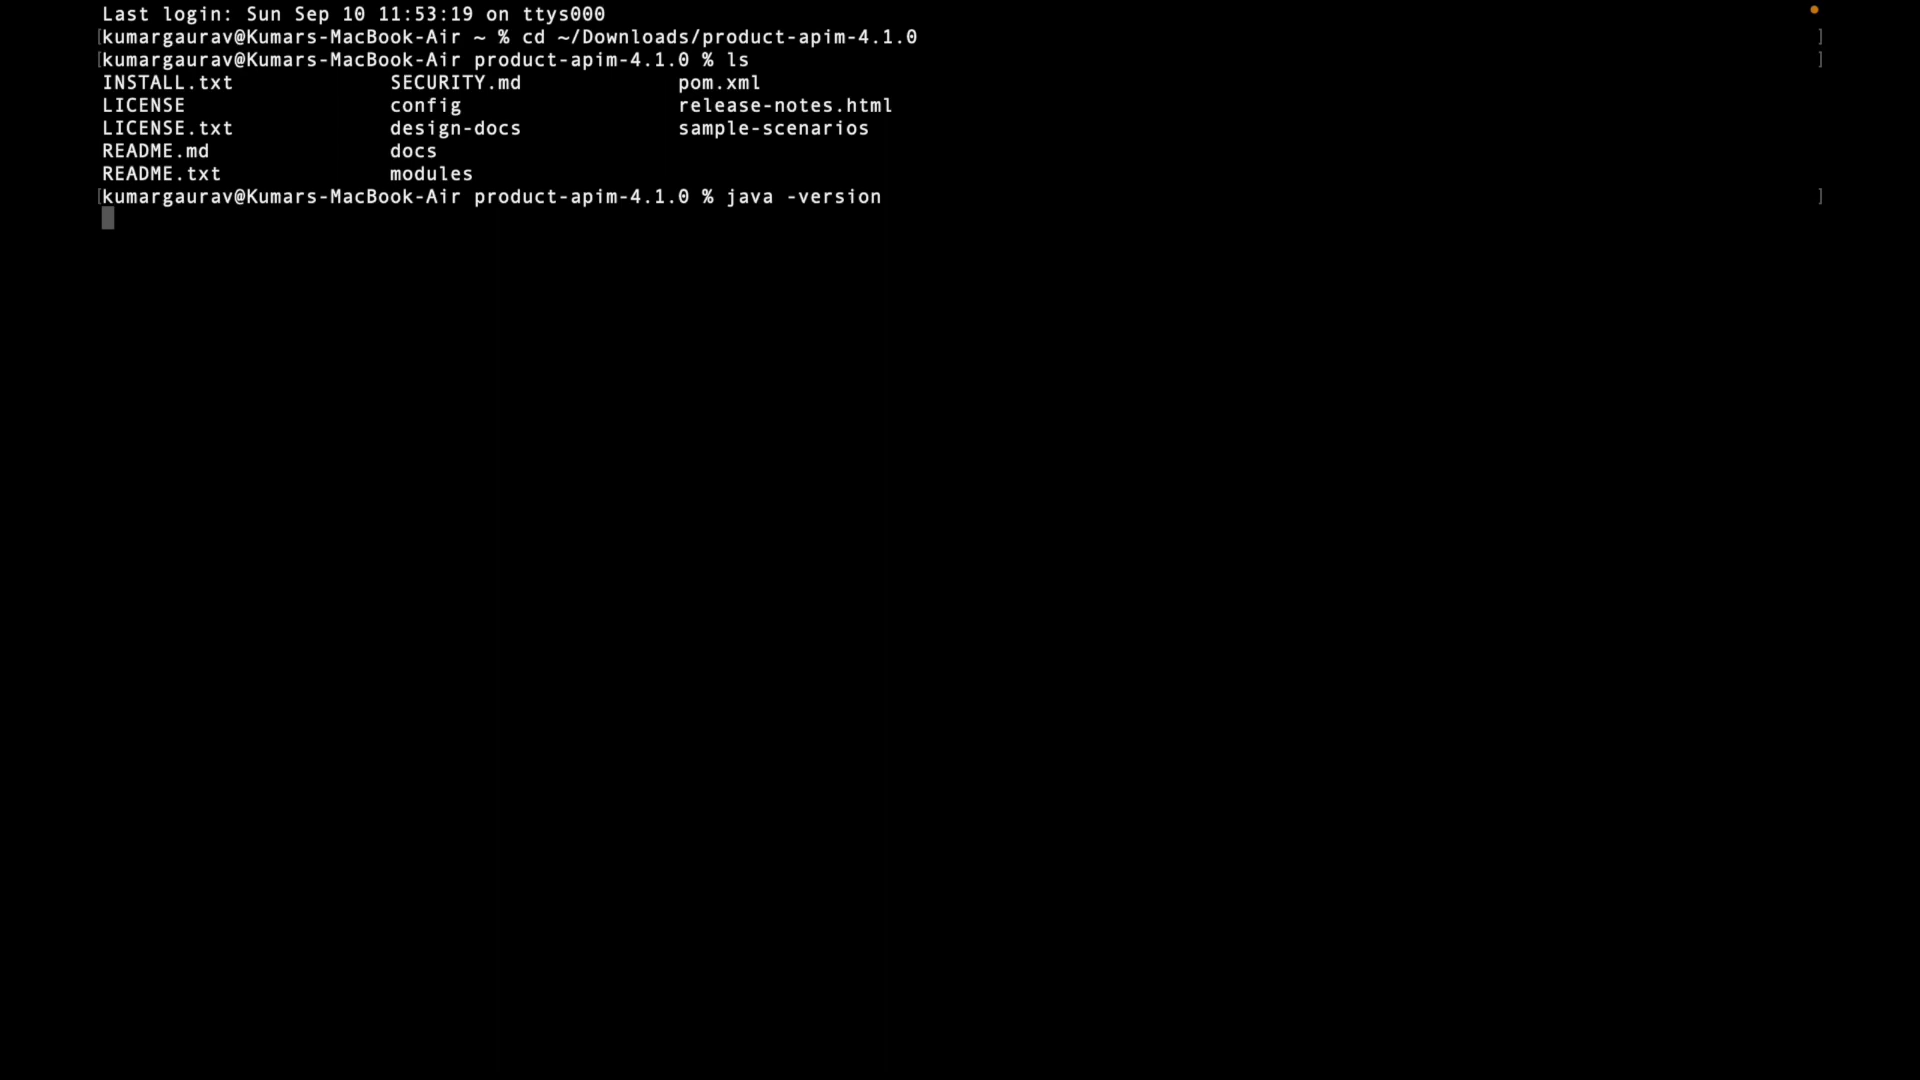 Last login: Sun Sep 10 11:53:19 on ttys000
[kumargaurav@Kumars-MacBook-Air ~ % cd ~/Downloads/product-apim-4.1.0 ]
[kumargaurav@Kumars-MacBook-Air product-apim-4.1.0 % ls ]
INSTALL.txt SECURITY.md pom.xml
LICENSE config release-notes.html
LICENSE.txt design-docs sample-scenarios
README.md docs
README.txt modules
[kumargaurav@Kumars-MacBook-Air product-apim-4.1.0 % java -version ]